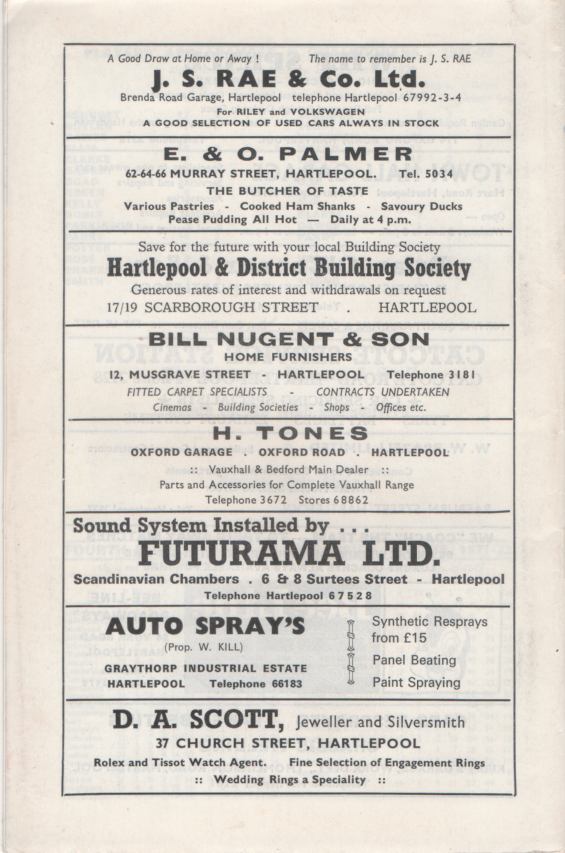 A Good Draw at Home or Away ! The name to remember is J. S. RAE
J. S. RAE & Co. Ltd.
Brenda Road Garage, Hartlepool telephone Hartlepool 67992-3-4
For RILEY and VOLKSWAGEN
A GOOD SELECTION OF USED CARS ALWAYS IN STOCK
E. & O. PALMER
62-64-66 MURRAY STREET, HARTLEPOOL. Tel. 5034
THE BUTCHER OF TASTE
Various Pastries - Cooked Ham Shanks - Savoury Ducks
Pease Pudding All Hot — Daily at 4 p.m.
Save for the future with your local Building Society
Hartlepool & District Building Society
Generous rates of interest and withdrawals on request
17/19 SCARBOROUGH STREET . HARTLEPOOL
BILL NUGENT & SON
HOME FURNISHERS
12, MUSGRAVE STREET - HARTLEPOOL Telephone 3181
FITTED CARPET SPECIALISTS - CONTRACTS UNDERTAKEN
Cinemas - Building Societies - Shops - Offices etc.
H. TONES
OXFORD GARAGE . OXFORD ROAD . HARTLEPOOL
:: Vauxhall & Bedford Main Dealer ::
Parts and Accessories for Complete Vauxhall Range
Telephone 3672 Stores 68862
Sound System Installed by . . .
FUTURAMA LTD.
Scandinavian Chambers . 6 & 8 Surtees Street - Hartlepool
Telephone Hartlepool 67528
AUTO SPRAY'S
(Prop. W. KILL)
GRAYTHORP INDUSTRIAL ESTATE
HARTLEPOOL Telephone 66183
Synthetic Resprays
from £15
Panel Beating
Paint Spraying
D. A. SCOTT, Jeweller and Silversmith
37 CHURCH STREET, HARTLEPOOL
Rolex and Tissot Watch Agent. Fine Selection of Engagement Rings
:: Wedding Rings a Speciality ::